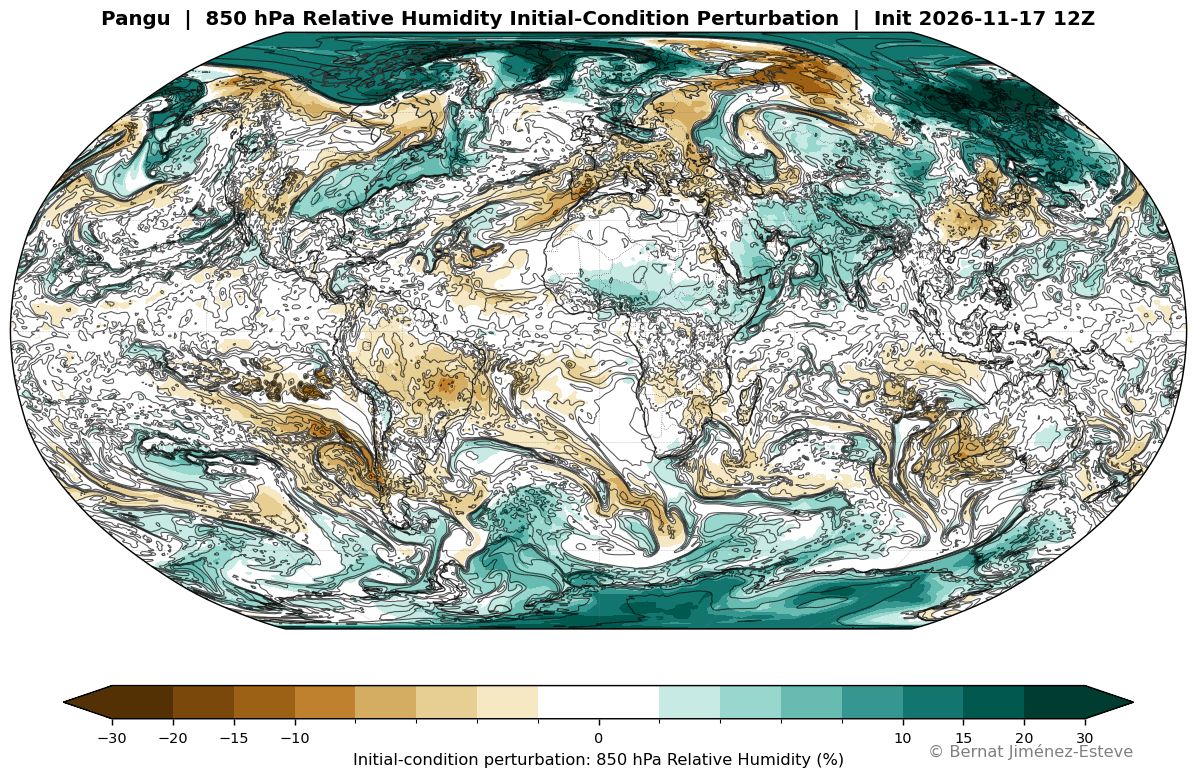 Pangu | 850 hPa Relative Humidity Initial-Condition Perturbation | Init 2026-11-17 12Z
−30 −20 −15 −10 0 10 15 20 30
Initial-condition perturbation: 850 hPa Relative Humidity (%)
© Bernat Jiménez-Esteve